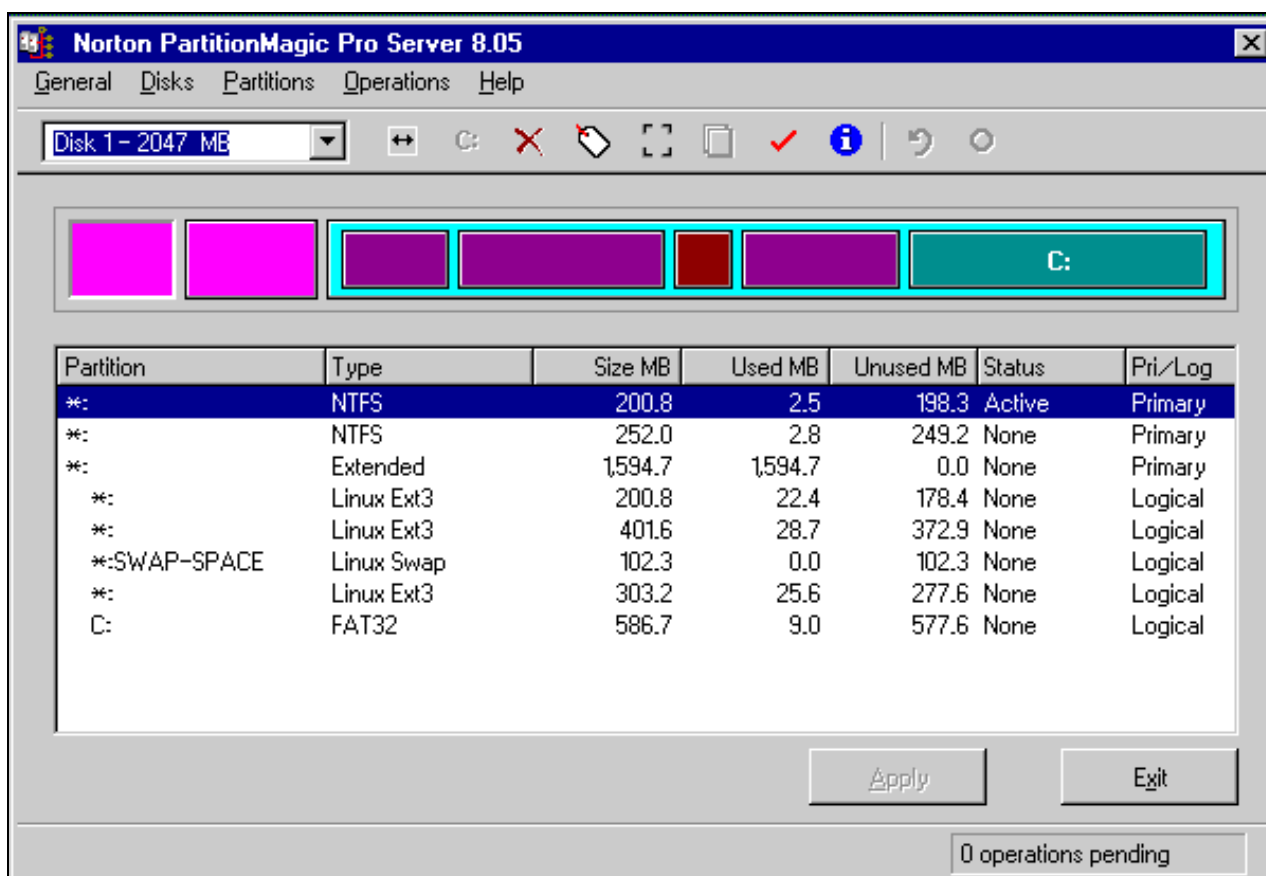 Norton PartitionMagic Pro Server 8.05
General Disks Partitions Operations Help
Disk 1 - 2047 MB C:
C:
Partition Type Size MB Used MB Unused MB Status Pri/Log
*: NTFS 200.8 2.5 198.3 Active Primary
*: NTFS 252.0 2.8 249.2 None Primary
*: Extended 1,594.7 1,594.7 0.0 None Primary
*: Linux Ext3 200.8 22.4 178.4 None Logical
*: Linux Ext3 401.6 28.7 372.9 None Logical
*:SWAP-SPACE Linux Swap 102.3 0.0 102.3 None Logical
*: Linux Ext3 303.2 25.6 277.6 None Logical
C: FAT32 586.7 9.0 577.6 None Logical
Apply Exit
0 operations pending